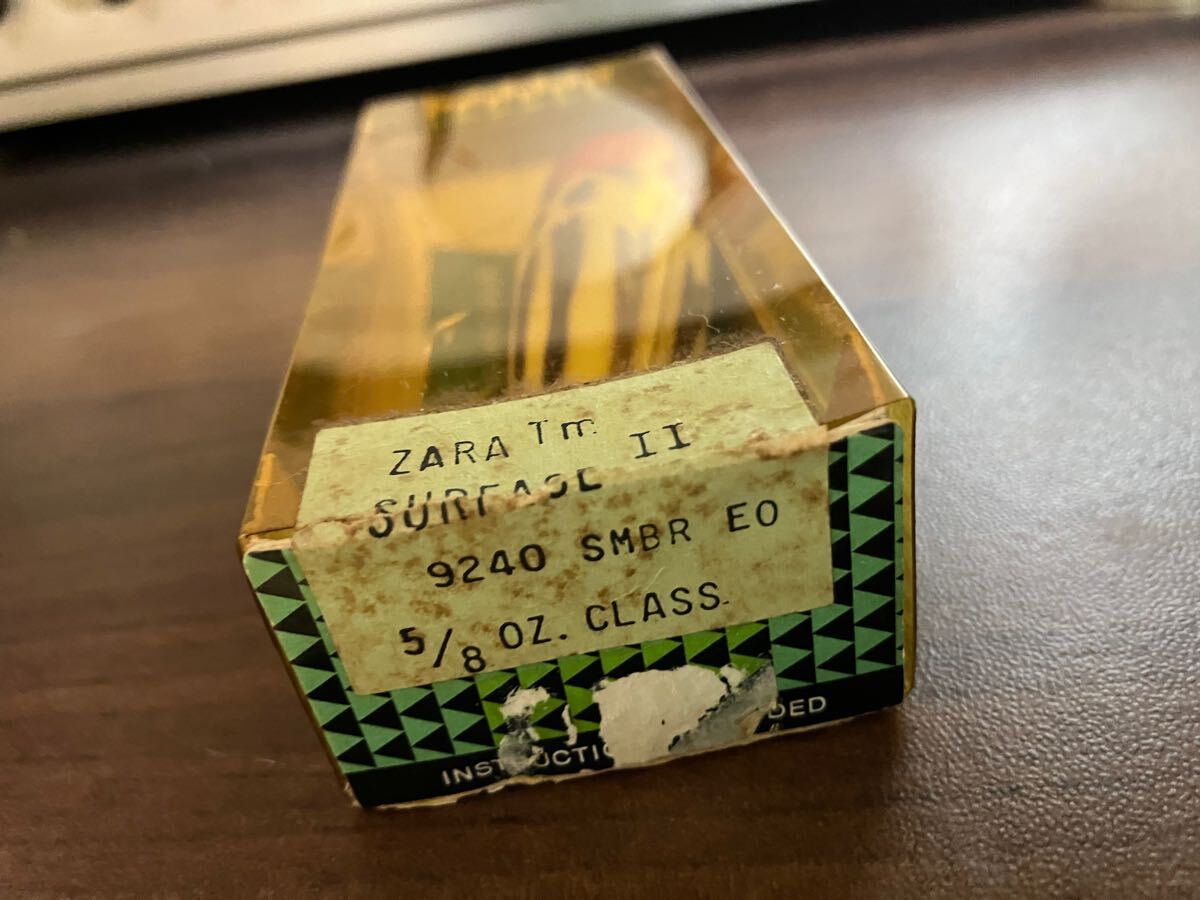 ZARA Tm
SURFACE II
9240 SMBR EO
5/8 OZ. CLASS